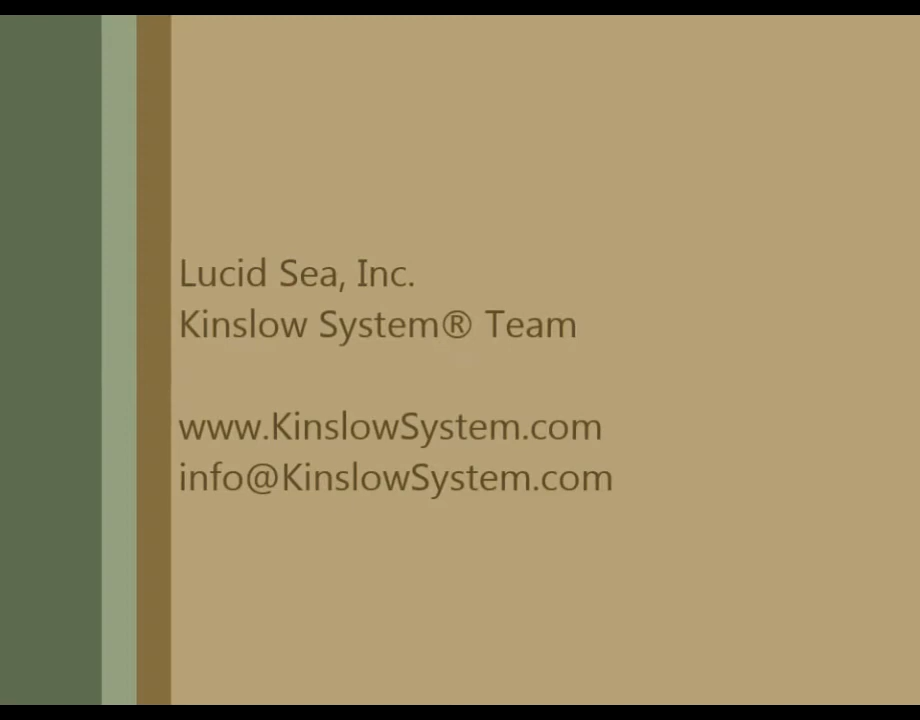 Lucid Sea, Inc.
Kinslow System® Team
www.KinslowSystem.com
info@KinslowSystem.com